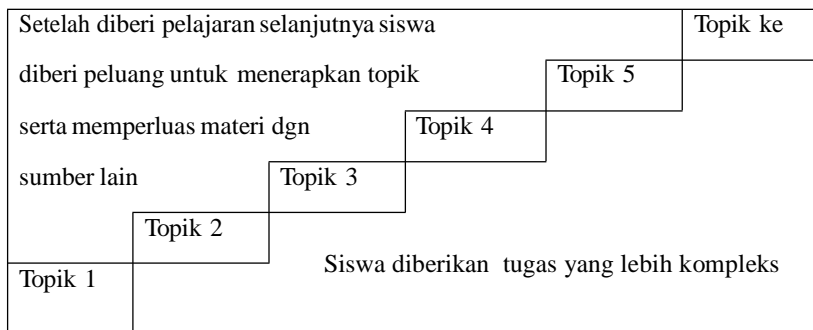 Setelah diberi pelajaran selanjutnya siswa
Topik ke
diberi peluang untuk menerapkan topik
Topik 5
serta memperluas materi dgn
Topik 4
sumber lain
Topik 3
Topik 2
Siswa diberikan tugas yang lebih kompleks
Topik 1